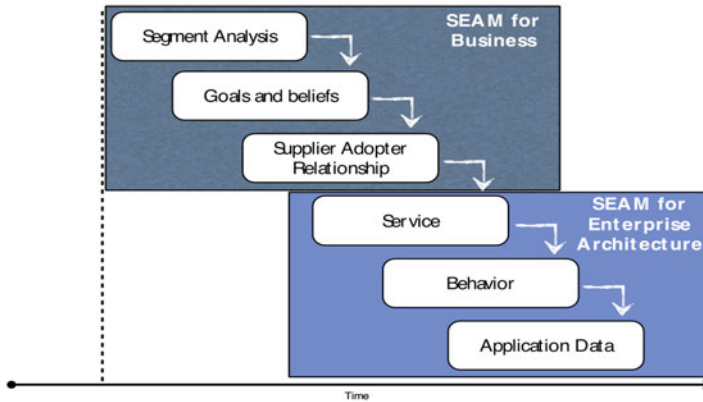 Segment Analysis
SEAM for
Business
Goals and beliefs
Supplier Adopter
Relationship
Service
SEAM for
Enterprise
Architecture
Behavior
Application Data
Time